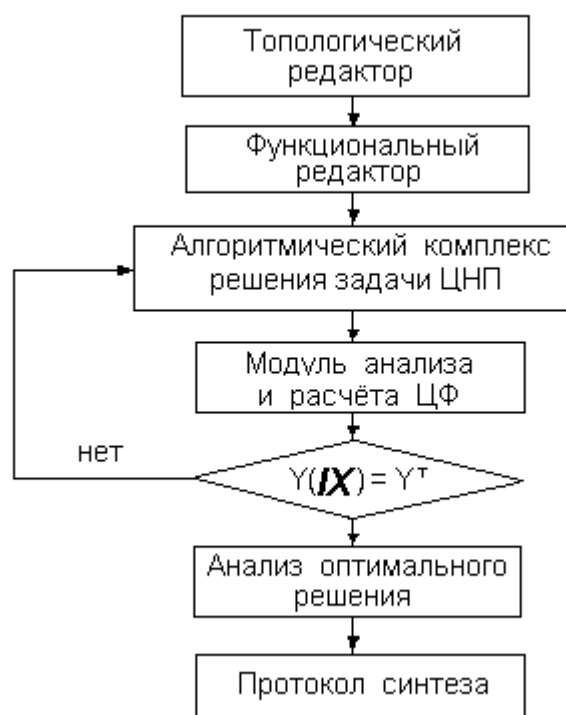 Топологический
редактор
Функциональный
редактор
Алгоритмический комплекс
решения задачи ЦНП
Модуль анализа
и расчёта ЦФ
нет
Y(IX) = Yᵀ
Анализ оптимального
решения
Протокол синтеза